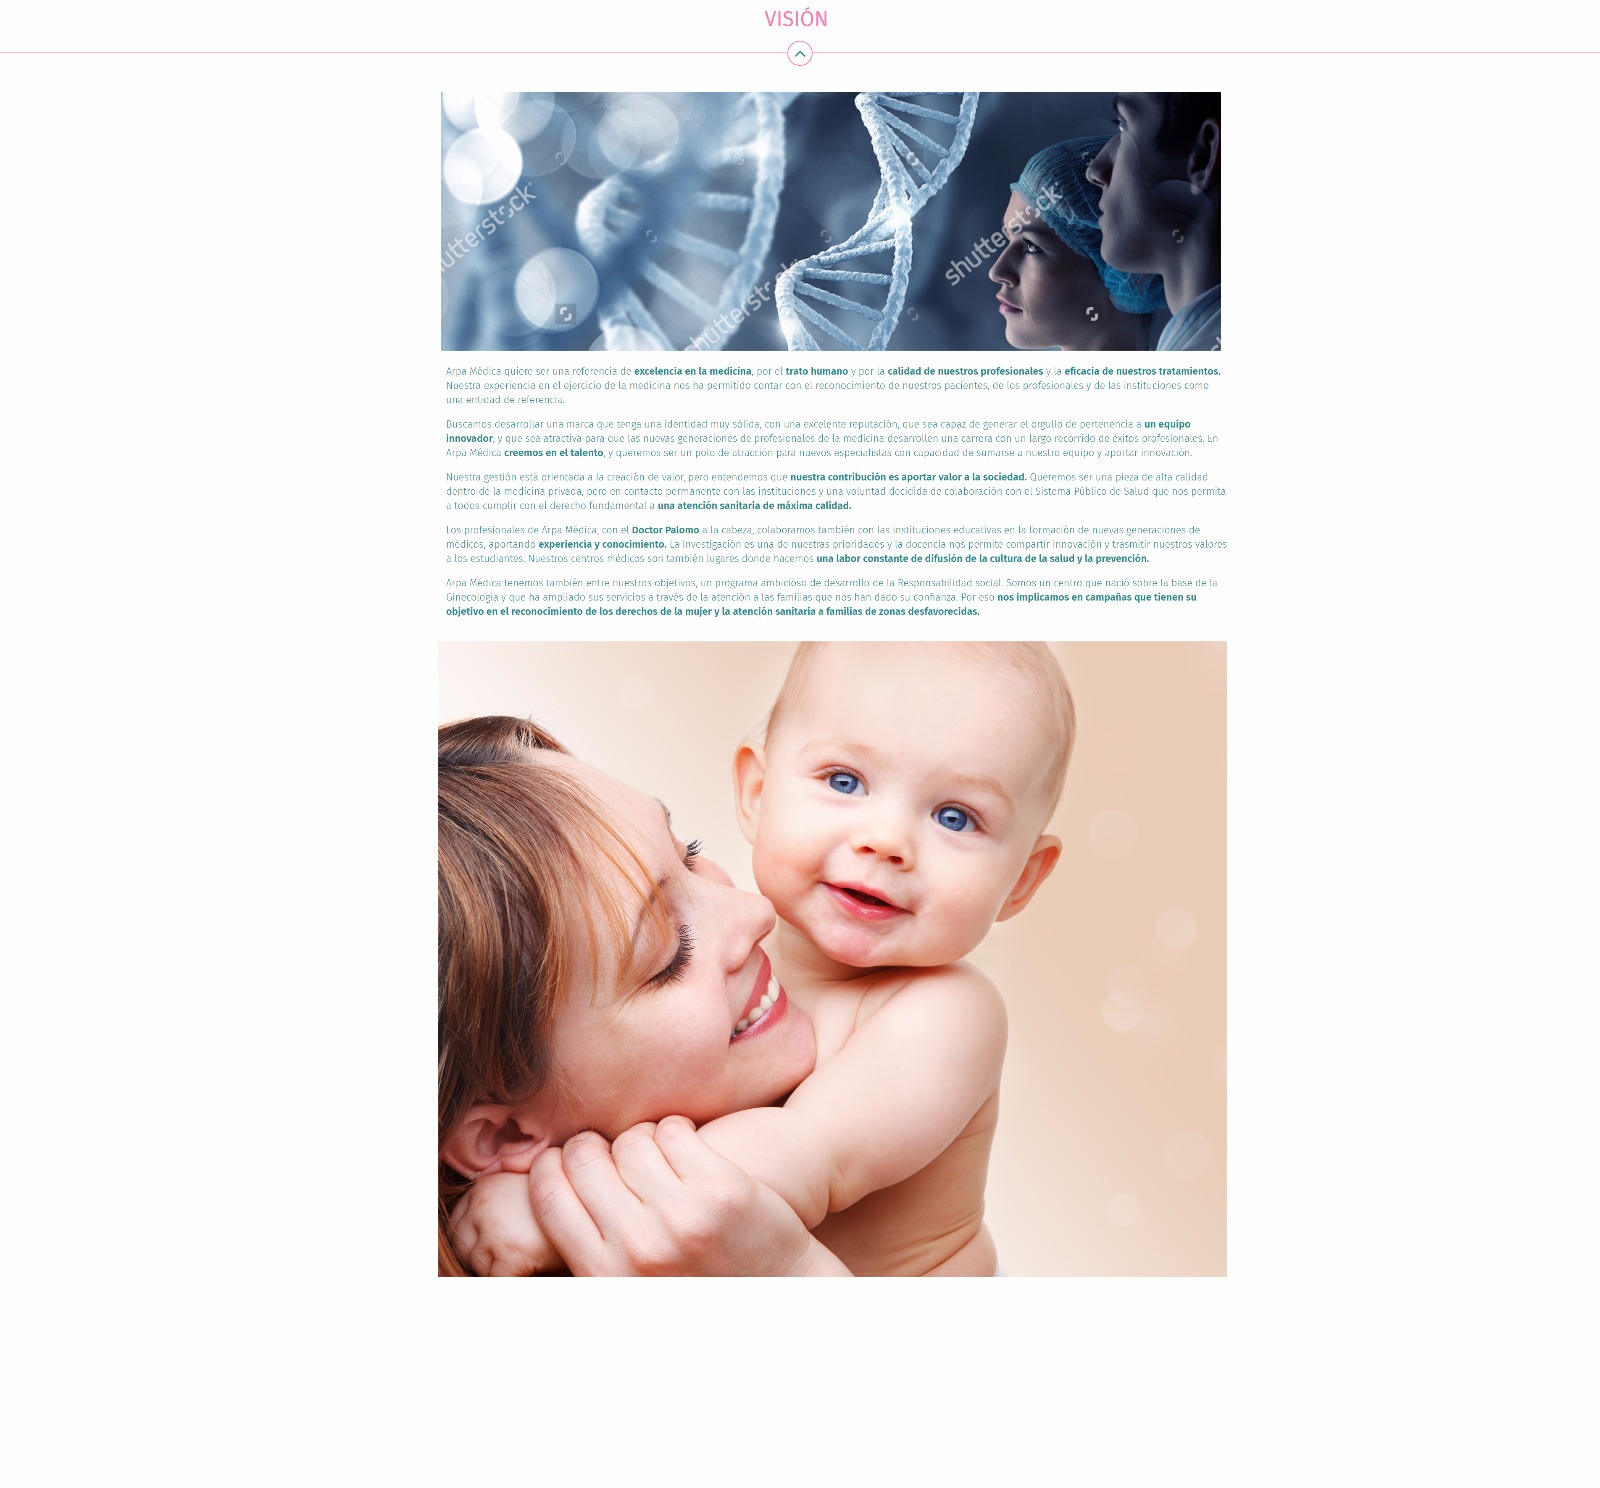 VISIÓN
shutterstock
shutterstock
shutterstock
Arpa Médica quiere ser una referencia de excelencia en la medicina, por el trato humano y por la calidad de nuestros profesionales y la eficacia de nuestros tratamientos.
Nuestra experiencia en el ejercicio de la medicina nos ha permitido contar con el reconocimiento de nuestros pacientes, de los profesionales y de las instituciones como
una entidad de referencia.
Buscamos desarrollar una marca que tenga una identidad muy sólida, con una excelente reputación, que sea capaz de generar el orgullo de pertenencia a un equipo
innovador, y que sea atractiva para que las nuevas generaciones de profesionales de la medicina desarrollen una carrera con un largo recorrido de éxitos profesionales. En
Arpa Médica creemos en el talento, y queremos ser un polo de atracción para nuevos especialistas con capacidad de sumarse a nuestro equipo y aportar innovación.
Nuestra gestión está orientada a la creación de valor, pero entendemos que nuestra contribución es aportar valor a la sociedad. Queremos ser una pieza de alta calidad
dentro de la medicina privada, pero en contacto permanente con las instituciones y una voluntad decidida de colaboración con el Sistema Público de Salud que nos permita
a todos cumplir con el derecho fundamental a una atención sanitaria de máxima calidad.
Los profesionales de Arpa Médica, con el Doctor Palomo a la cabeza, colaboramos también con las instituciones educativas en la formación de nuevas generaciones de
médicos, aportando experiencia y conocimiento. La investigación es una de nuestras prioridades y la docencia nos permite compartir innovación y trasmitir nuestros valores
a los estudiantes. Nuestros centros médicos son también lugares donde hacemos una labor constante de difusión de la cultura de la salud y la prevención.
Arpa Médica tenemos también entre nuestros objetivos, un programa ambicioso de desarrollo de la Responsabilidad social. Somos un centro que nació sobre la base de la
Ginecología y que ha ampliado sus servicios a través de la atención a las familias que nos han dado su confianza. Por eso nos implicamos en campañas que tienen su
objetivo en el reconocimiento de los derechos de la mujer y la atención sanitaria a familias de zonas desfavorecidas.